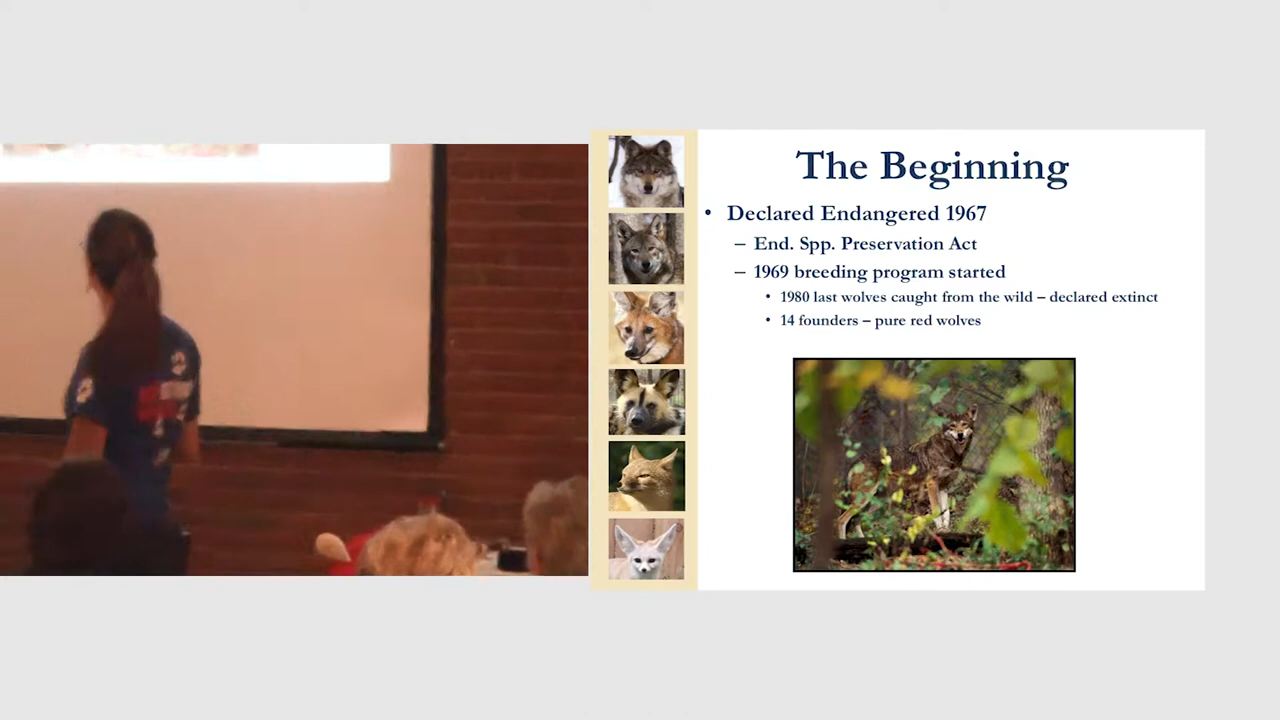 The Beginning
• Declared Endangered 1967
– End. Spp. Preservation Act
– 1969 breeding program started
• 1980 last wolves caught from the wild – declared extinct
• 14 founders – pure red wolves